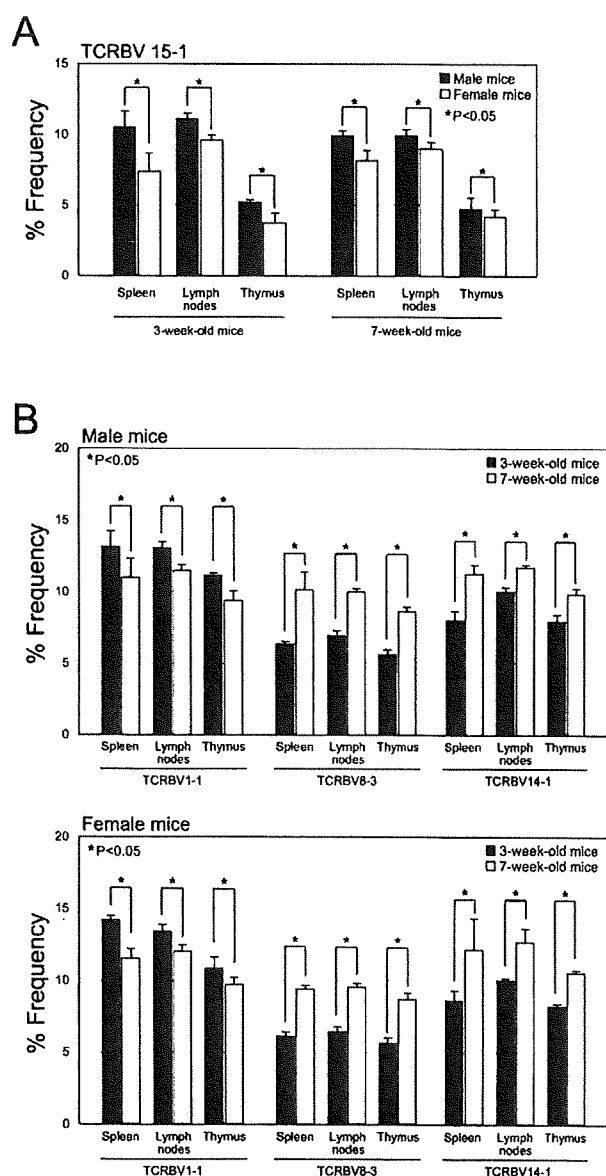 A
TCRBV 15-1
15
10
5
0
% Frequency
Male mice
Female mice
*P<0.05
* * * * * *
Spleen Lymph nodes Thymus Spleen Lymph nodes Thymus
3-week-old mice 7-week-old mice
B
Male mice
20
15
10
5
0
% Frequency
*P<0.05
3-week-old mice
7-week-old mice
* * * * * * * * *
Spleen Lymph nodes Thymus Spleen Lymph nodes Thymus Spleen Lymph nodes Thymus
TCRBV1-1 TCRBV8-3 TCRBV14-1
Female mice
20
15
10
5
0
% Frequency
*P<0.05
3-week-old mice
7-week-old mice
* * * * * * * * *
Spleen Lymph nodes Thymus Spleen Lymph nodes Thymus Spleen Lymph nodes Thymus
TCRBV1-1 TCRBV8-3 TCRBV14-1